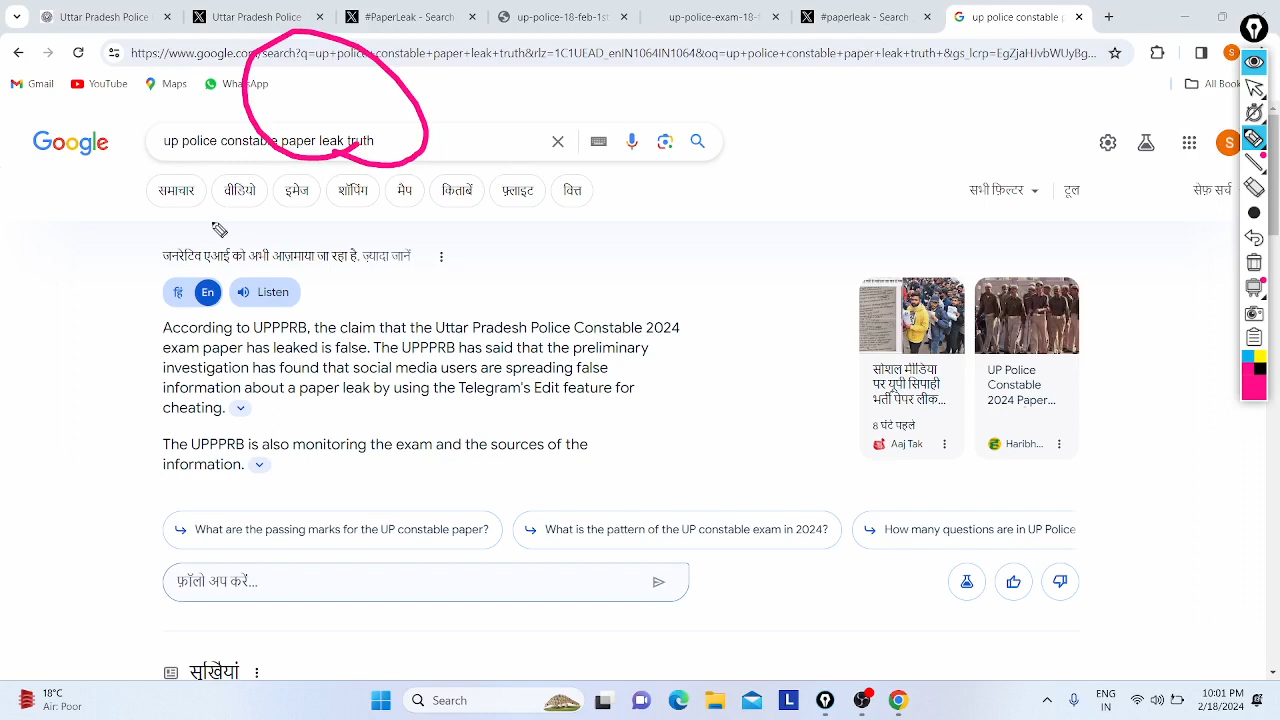 Uttar Pradesh Police
Uttar Pradesh Police
#PaperLeak - Search
up-police-18-feb-1st
up-police-exam-18-f
#paperleak - Search
up police constable p
https://www.google.com/search?q=up+police+constable+paper+leak+truth&rlz=1C1UEAD_enIN1064IN1064&oq=up+police+constable+paper+leak+truth&gs_lcrp=EgZjaHJvbWUyBg...
Gmail
YouTube
Maps
WhatsApp
All Book
Google
up police constable paper leak truth
S
समाचार
वीडियो
इमेज
शॉपिंग
मैप
किताबें
फ़्लाइट
वित्त
सभी फ़िल्टर
टूल
सेफ़ सर्च
जनरेटिव एआई को अभी आज़माया जा रहा है. ज़्यादा जानें
हिं
En
Listen
According to UPPPRB, the claim that the Uttar Pradesh Police Constable 2024
exam paper has leaked is false. The UPPPRB has said that the preliminary
investigation has found that social media users are spreading false
information about a paper leak by using the Telegram's Edit feature for
cheating.
The UPPPRB is also monitoring the exam and the sources of the
information.
सोशल मीडिया
पर यूपी सिपाही
भर्ती पेपर लीक...
8 घंटे पहले
Aaj Tak
UP Police
Constable
2024 Paper...
Haribh...
What are the passing marks for the UP constable paper?
What is the pattern of the UP constable exam in 2024?
How many questions are in UP Police
फ़ॉलो अप करें...
सुर्खियां
18°C
Air: Poor
Search
ENG
IN
10:01 PM
2/18/2024